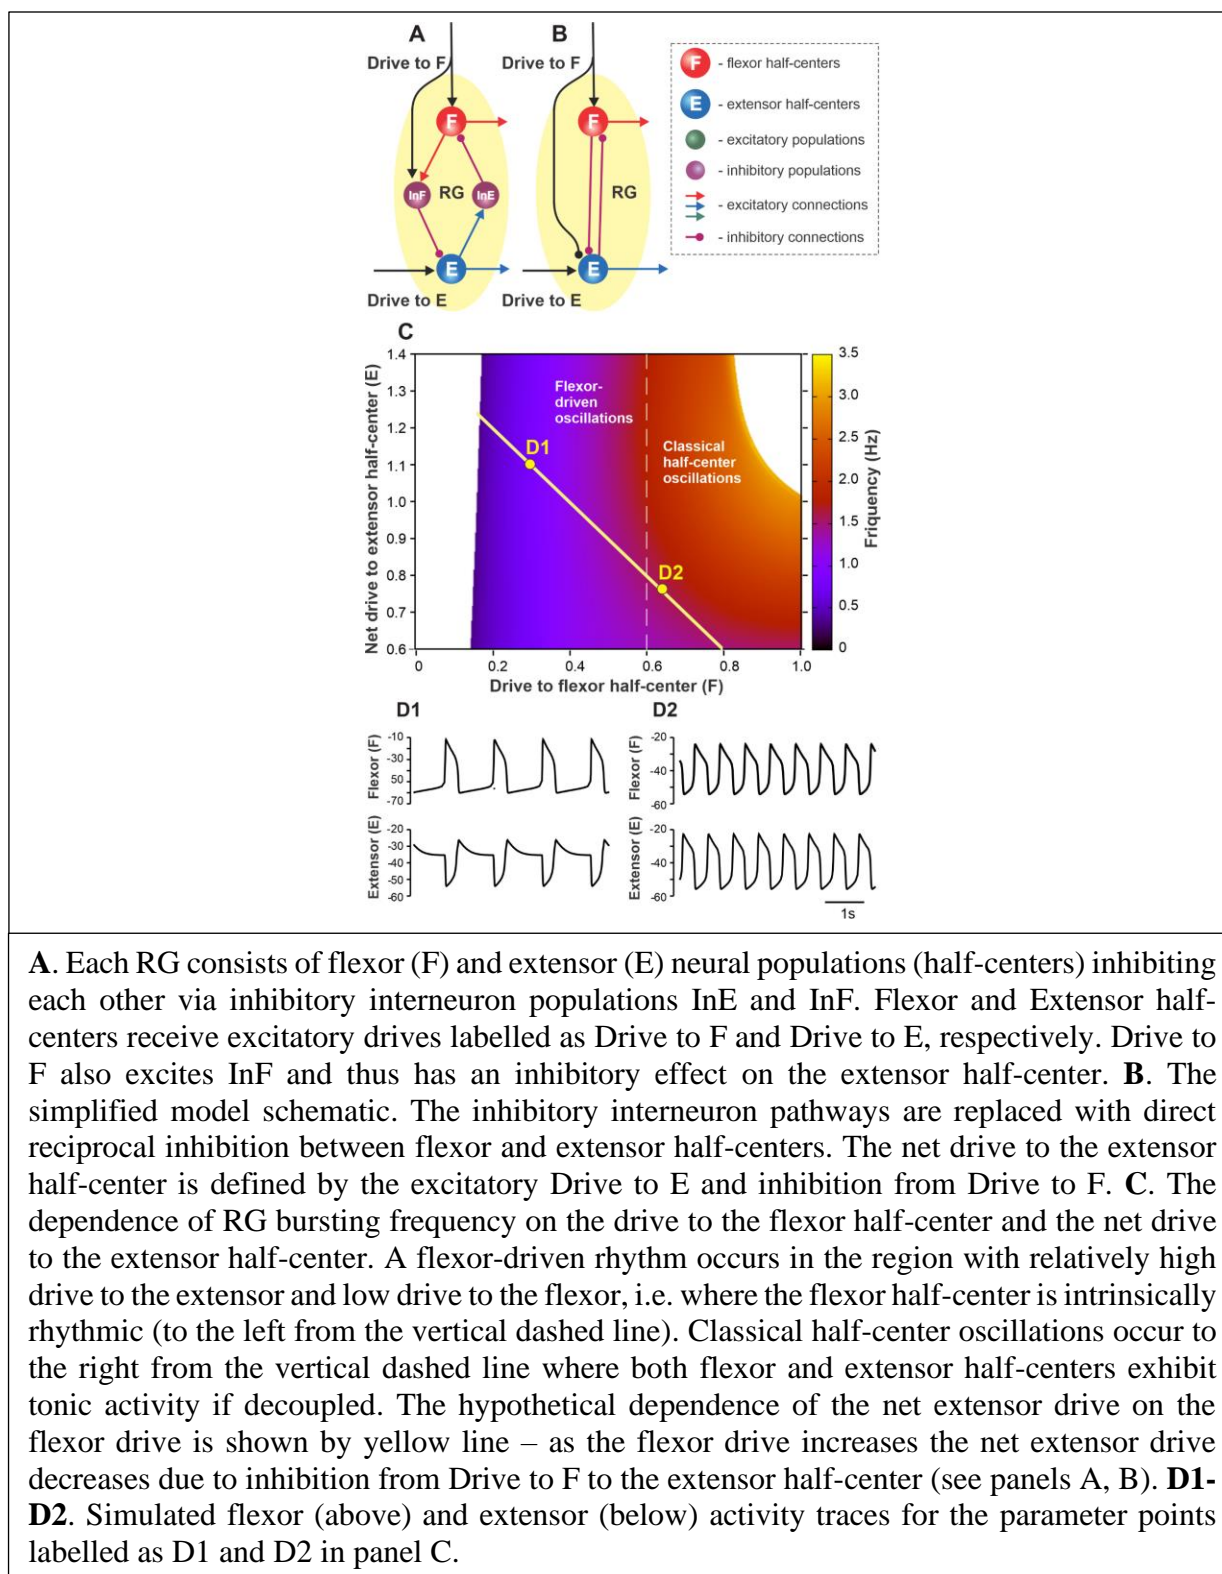 A
B
Drive to F
Drive to F
F
F
InF
RG
InE
RG
E
E
Drive to E
Drive to E
F - flexor half-centers
E - extensor half-centers
- excitatory populations
- inhibitory populations
- excitatory connections
- inhibitory connections
C
Net drive to extensor half-center (E)
1.4
1.3
1.2
1.1
1.0
0.9
0.8
0.7
0.6
0
0.2
0.4
0.6
0.8
1.0
Drive to flexor half-center (F)
Flexor-
driven
oscillations
Classical
half-center
oscillations
D1
D2
3.5
3.0
2.5
2.0
1.5
1.0
0.5
0
Friquency (Hz)
D1
Flexor (F)
-10
-30
50
-70
Extensor (E)
-20
-30
-40
-50
-60
D2
Flexor (F)
-20
-40
-60
Extensor (E)
-20
-40
-60
1s
A. Each RG consists of flexor (F) and extensor (E) neural populations (half-centers) inhibiting
each other via inhibitory interneuron populations InE and InF. Flexor and Extensor half-
centers receive excitatory drives labelled as Drive to F and Drive to E, respectively. Drive to
F also excites InF and thus has an inhibitory effect on the extensor half-center. B. The
simplified model schematic. The inhibitory interneuron pathways are replaced with direct
reciprocal inhibition between flexor and extensor half-centers. The net drive to the extensor
half-center is defined by the excitatory Drive to E and inhibition from Drive to F. C. The
dependence of RG bursting frequency on the drive to the flexor half-center and the net drive
to the extensor half-center. A flexor-driven rhythm occurs in the region with relatively high
drive to the extensor and low drive to the flexor, i.e. where the flexor half-center is intrinsically
rhythmic (to the left from the vertical dashed line). Classical half-center oscillations occur to
the right from the vertical dashed line where both flexor and extensor half-centers exhibit
tonic activity if decoupled. The hypothetical dependence of the net extensor drive on the
flexor drive is shown by yellow line – as the flexor drive increases the net extensor drive
decreases due to inhibition from Drive to F to the extensor half-center (see panels A, B). D1-
D2. Simulated flexor (above) and extensor (below) activity traces for the parameter points
labelled as D1 and D2 in panel C.